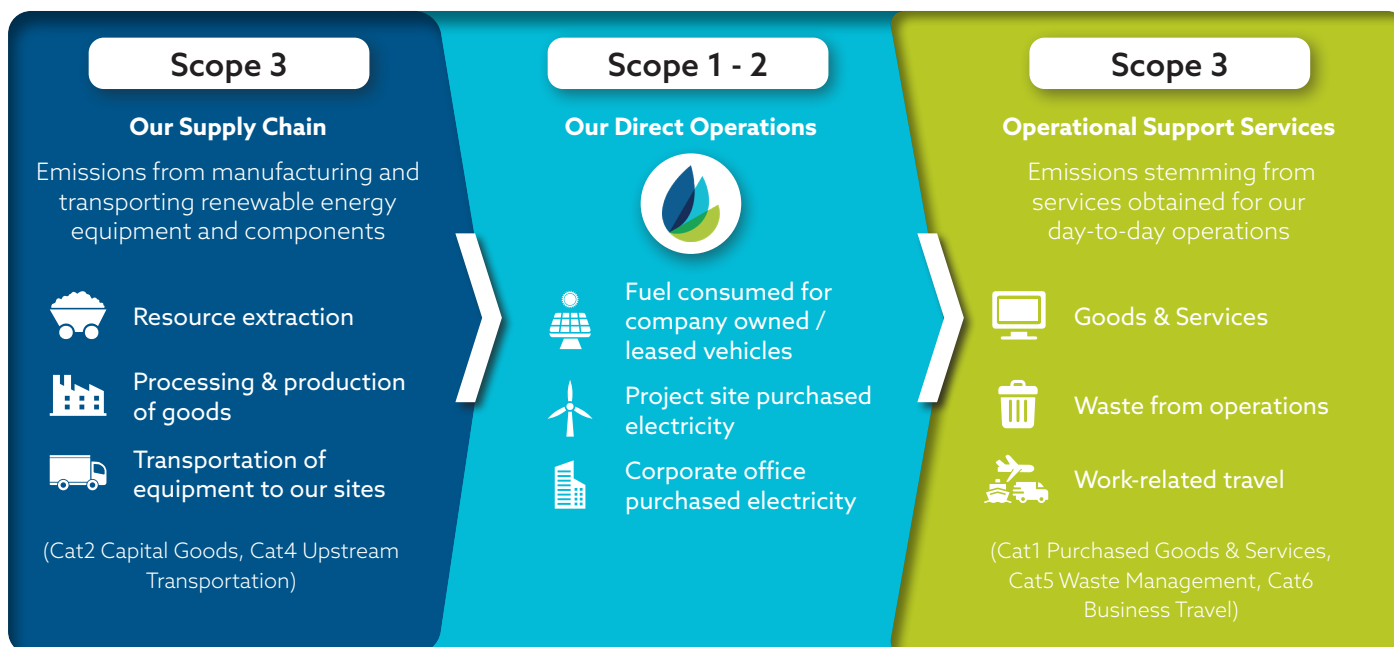 Scope 3
Our Supply Chain
Emissions from manufacturing and
transporting renewable energy
equipment and components
Resource extraction
Processing & production
of goods
Transportation of
equipment to our sites
(Cat2 Capital Goods, Cat4 Upstream
Transportation)
Scope 1 - 2
Our Direct Operations
Fuel consumed for
company owned /
leased vehicles
Project site purchased
electricity
Corporate office
purchased electricity
Scope 3
Operational Support Services
Emissions stemming from
services obtained for our
day-to-day operations
Goods & Services
Waste from operations
Work-related travel
(Cat1 Purchased Goods & Services,
Cat5 Waste Management, Cat6
Business Travel)